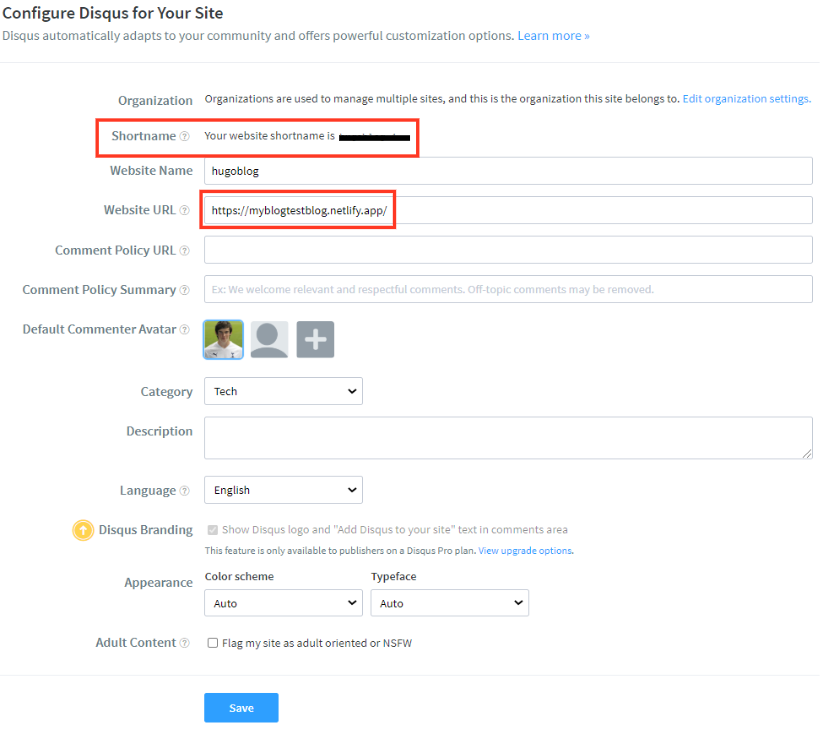 Configure Disqus for Your Site
Disqus automatically adapts to your community and offers powerful customization options. Learn more »
Organization Organizations are used to manage multiple sites, and this is the organization this site belongs to. Edit organization settings.
Shortname ? Your website shortname is
Website Name hugoblog
Website URL ? https://myblogtestblog.netlify.app/
Comment Policy URL ?
Comment Policy Summary ? Ex: We welcome relevant and respectful comments. Off-topic comments may be removed.
Default Commenter Avatar ?
Category Tech
Description
Language ? English
Disqus Branding Show Disqus logo and "Add Disqus to your site" text in comments area
This feature is only available to publishers on a Disqus Pro plan. View upgrade options.
Appearance Color scheme Typeface
Auto Auto
Adult Content ? Flag my site as adult oriented or NSFW
Save